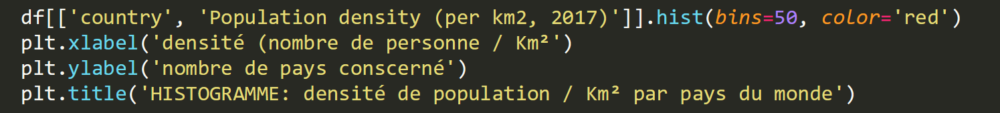 df[['country', 'Population density (per km2, 2017)']].hist(bins=50, color='red')
plt.xlabel('densité (nombre de personne / Km²')
plt.ylabel('nombre de pays conscerné')
plt.title('HISTOGRAMME: densité de population / Km² par pays du monde')